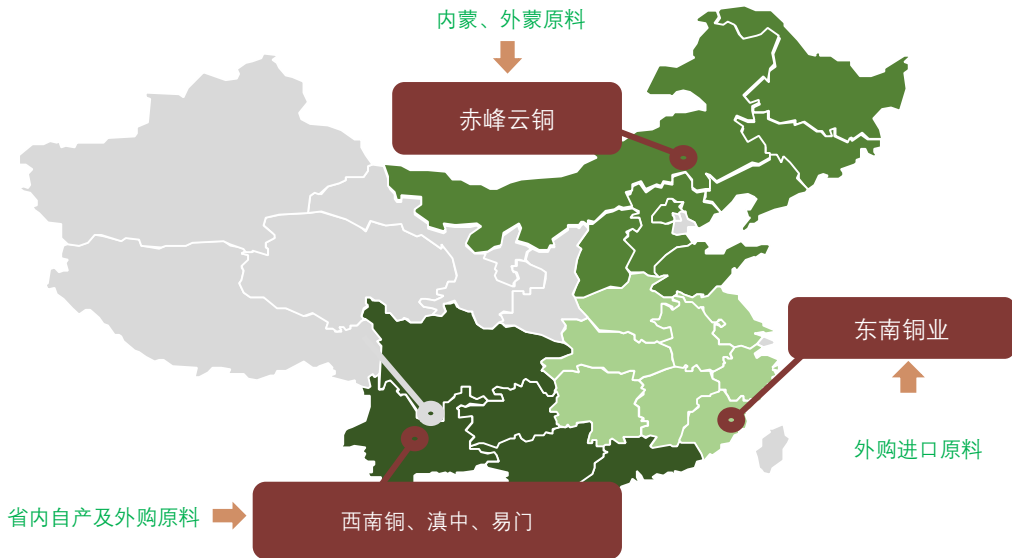 内蒙、外蒙原料
赤峰云铜
东南铜业
外购进口原料
省内自产及外购原料
西南铜、滇中、易门